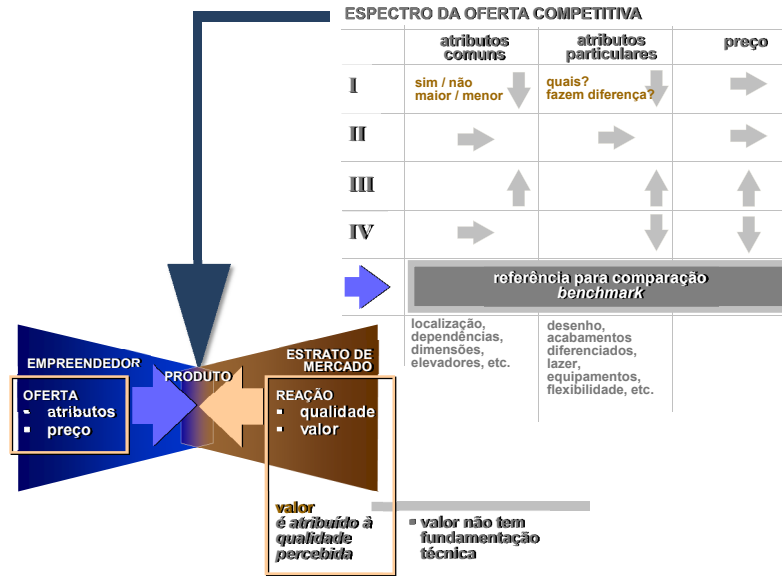 ESPECTRO DA OFERTA COMPETITIVA
atributos
comuns
atributos
particulares
preço
I
sim / não
maior / menor
quais?
fazem diferença?
II
III
IV
referência para comparação
benchmark
localização,
dependências,
dimensões,
elevadores, etc.
desenho,
acabamentos
diferenciados,
lazer,
equipamentos,
flexibilidade, etc.
EMPREENDEDOR
PRODUTO
ESTRATO DE
MERCADO
OFERTA
▪ atributos
▪ preço
REAÇÃO
▪ qualidade
▪ valor
valor
é atribuído à
qualidade
percebida
▪ valor não tem
fundamentação
técnica